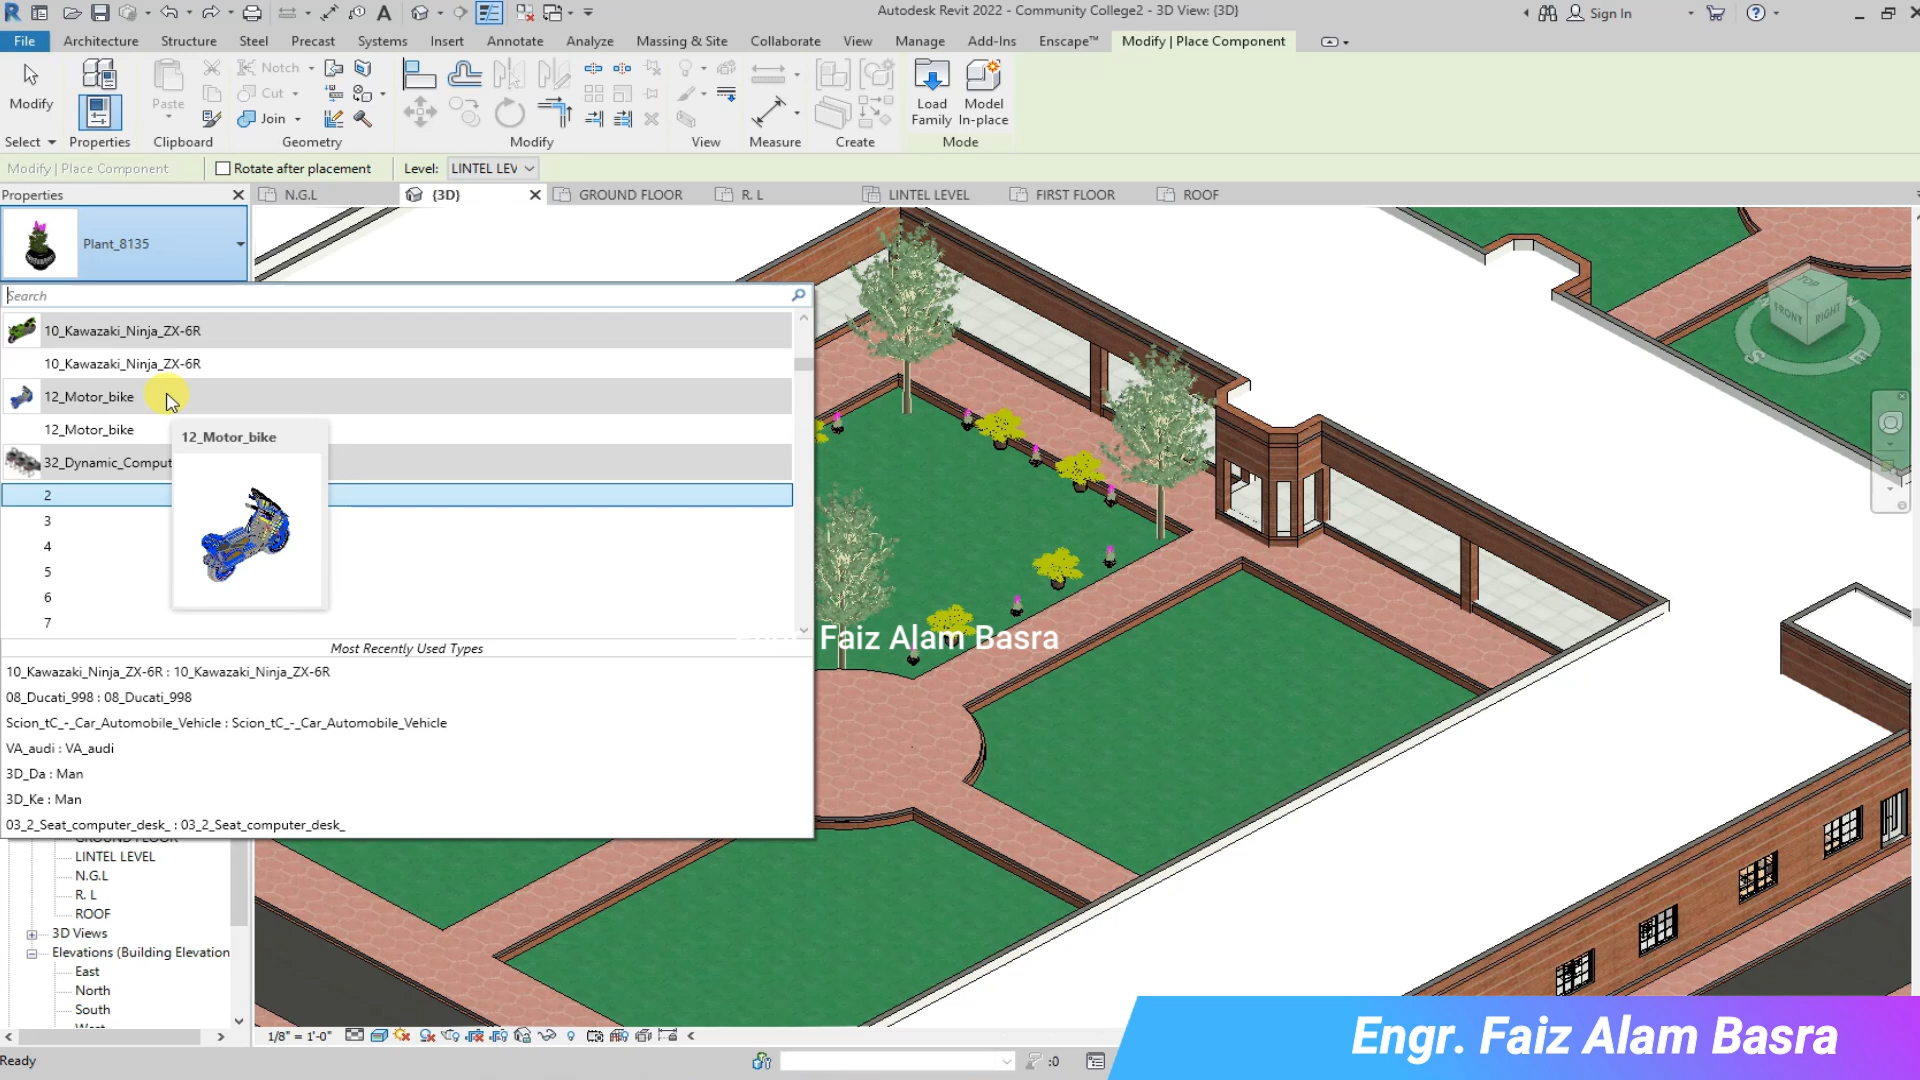 Autodesk Revit 2022 - Community College2 - 3D View: {3D}
Sign In
File Architecture Structure Steel Precast Systems Insert Annotate Analyze Massing & Site Collaborate View Manage Add-Ins Enscape™ Modify | Place Component
Modify
Paste
Notch
Cut
Join
Load Family
Model In-place
Select Properties Clipboard Geometry Modify View Measure Create Mode
Modify | Place Component Rotate after placement Level: LINTEL LEV
Properties
N.G.L {3D} GROUND FLOOR R. L LINTEL LEVEL FIRST FLOOR ROOF
Plant_8135
Search
10_Kawazaki_Ninja_ZX-6R
10_Kawazaki_Ninja_ZX-6R
12_Motor_bike
12_Motor_bike
12_Motor_bike
32_Dynamic_Comput
2
3
4
5
6
7
Most Recently Used Types
10_Kawazaki_Ninja_ZX-6R : 10_Kawazaki_Ninja_ZX-6R
08_Ducati_998 : 08_Ducati_998
Scion_tC_-_Car_Automobile_Vehicle : Scion_tC_-_Car_Automobile_Vehicle
VA_audi : VA_audi
3D_Da : Man
3D_Ke : Man
03_2_Seat_computer_desk_ : 03_2_Seat_computer_desk_
GROUND FLOOR
LINTEL LEVEL
N.G.L
R. L
ROOF
3D Views
Elevations (Building Elevation
East
North
South
West
TOP
FRONT
RIGHT
S
E
Faiz Alam Basra
1/8" = 1'-0"
Ready
:0
Engr. Faiz Alam Basra